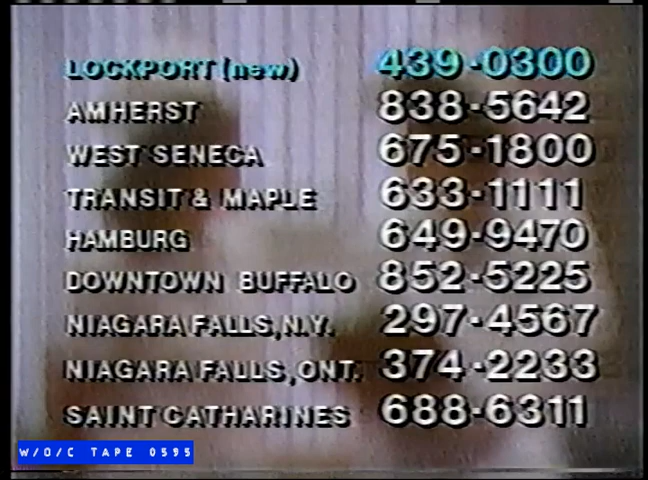 LOCKPORT (new) 439-0300
AMHERST 838-5642
WEST SENECA 675-1800
TRANSIT & MAPLE 633-1111
HAMBURG 649-9470
DOWNTOWN BUFFALO 852-5225
NIAGARA FALLS, N.Y. 297-4567
NIAGARA FALLS, ONT. 374-2233
SAINT CATHARINES 688-6311
W/O/C TAPE 0595